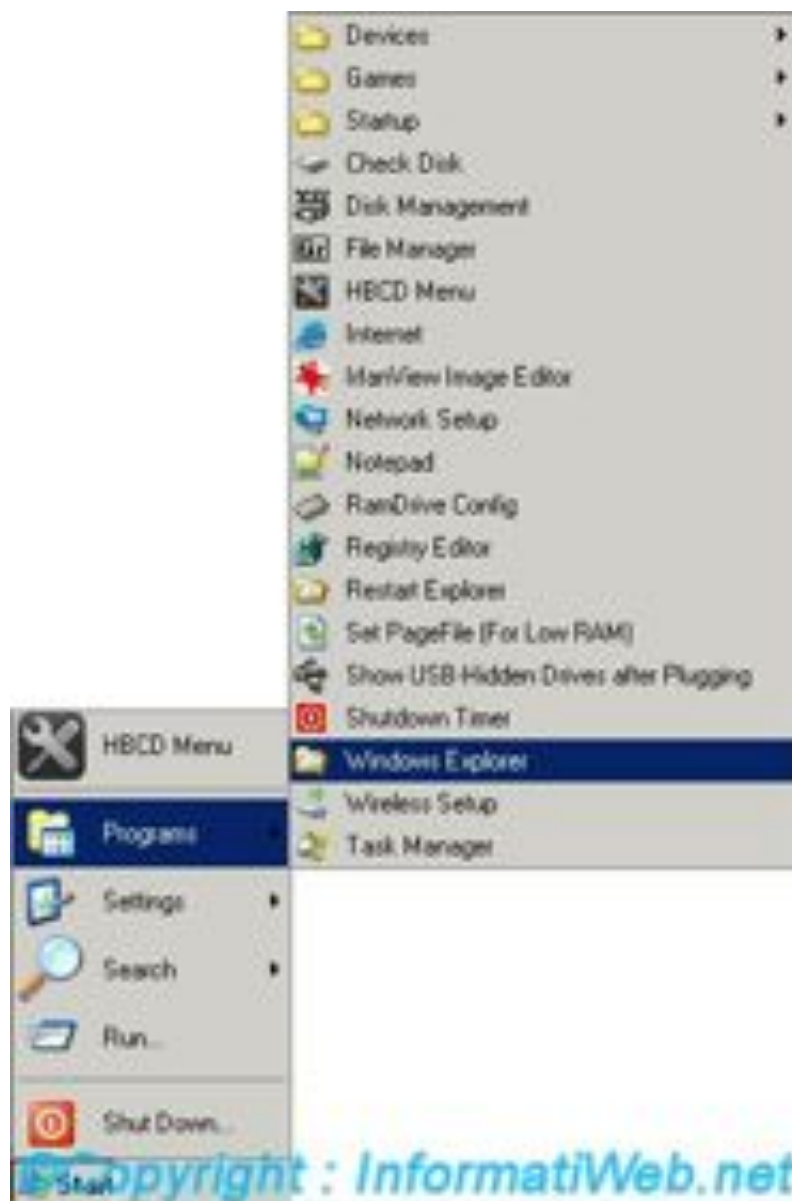 Devices
Games
Startup
Check Disk
Disk Management
File Manager
HBCD Menu
Internet
IrfanView Image Editor
Network Setup
Notepad
RamDrive Config
Registry Editor
Restart Explorer
Set PageFile (For Low RAM)
Show USB-Hidden Drives after Plugging
Shutdown Timer
Windows Explorer
Wireless Setup
Task Manager
HBCD Menu
Programs
Settings
Search
Run...
Shut Down...
Start
© Copyright : InformatiWeb.net